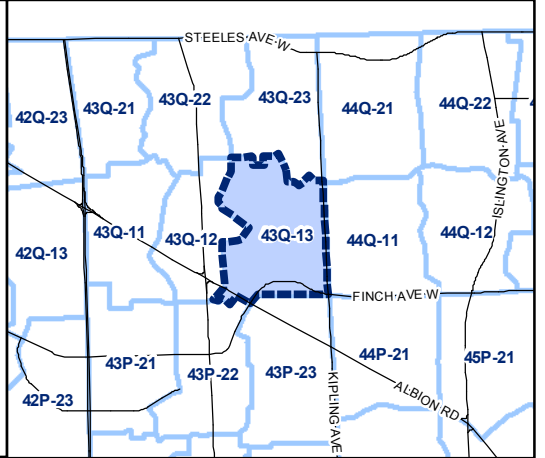 STEELES AVE W
43Q-22
43Q-23
44Q-22
43Q-21
44Q-21
42Q-23
ISLINGTON AVE
43Q-11
43Q-12
43Q-13
44Q-11
44Q-12
42Q-13
FINCH AVE W
44P-21
45P-21
43P-21
43P-22
43P-23
42P-23
KIPLING AVE
ALBION RD